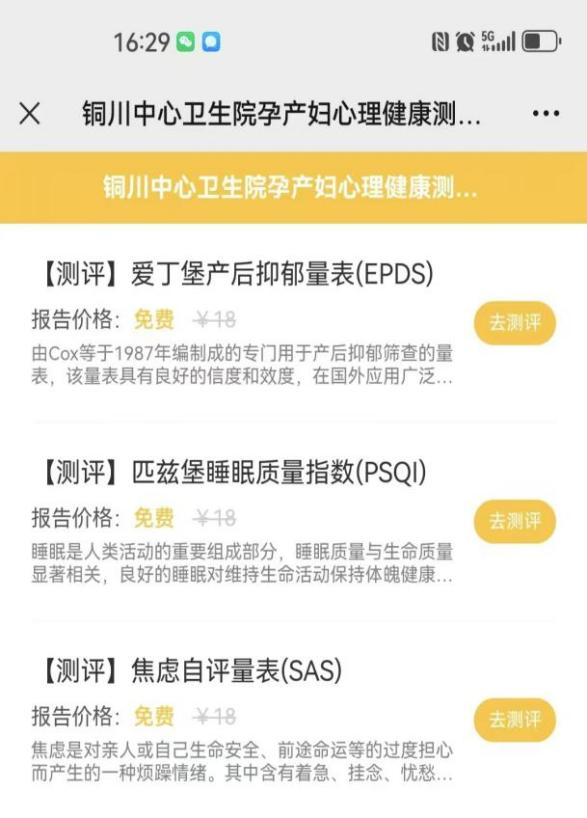 16:29
5G
铜川中心卫生院孕产妇心理健康测...
铜川中心卫生院孕产妇心理健康测...
【测评】爱丁堡产后抑郁量表(EPDS)
报告价格：免费 ￥18
去测评
由Cox等于1987年编制成的专门用于产后抑郁筛查的量
表，该量表具有良好的信度和效度，在国外应用广泛...
【测评】匹兹堡睡眠质量指数(PSQI)
报告价格：免费 ￥18
去测评
睡眠是人类活动的重要组成部分，睡眠质量与生命质量
显著相关，良好的睡眠对维持生命活动保持体魄健康...
【测评】焦虑自评量表(SAS)
报告价格：免费 ￥18
去测评
焦虑是对亲人或自己生命安全、前途命运等的过度担心
而产生的一种烦躁情绪。其中含有着急、挂念、忧愁...